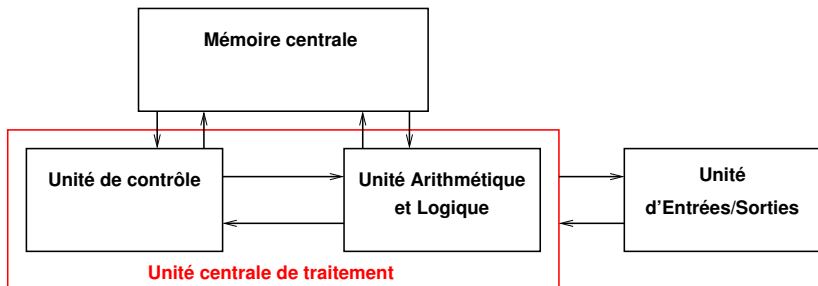 Mémoire centrale
Unité de contrôle
Unité Arithmétique
et Logique
Unité
d'Entrées/Sorties
Unité centrale de traitement